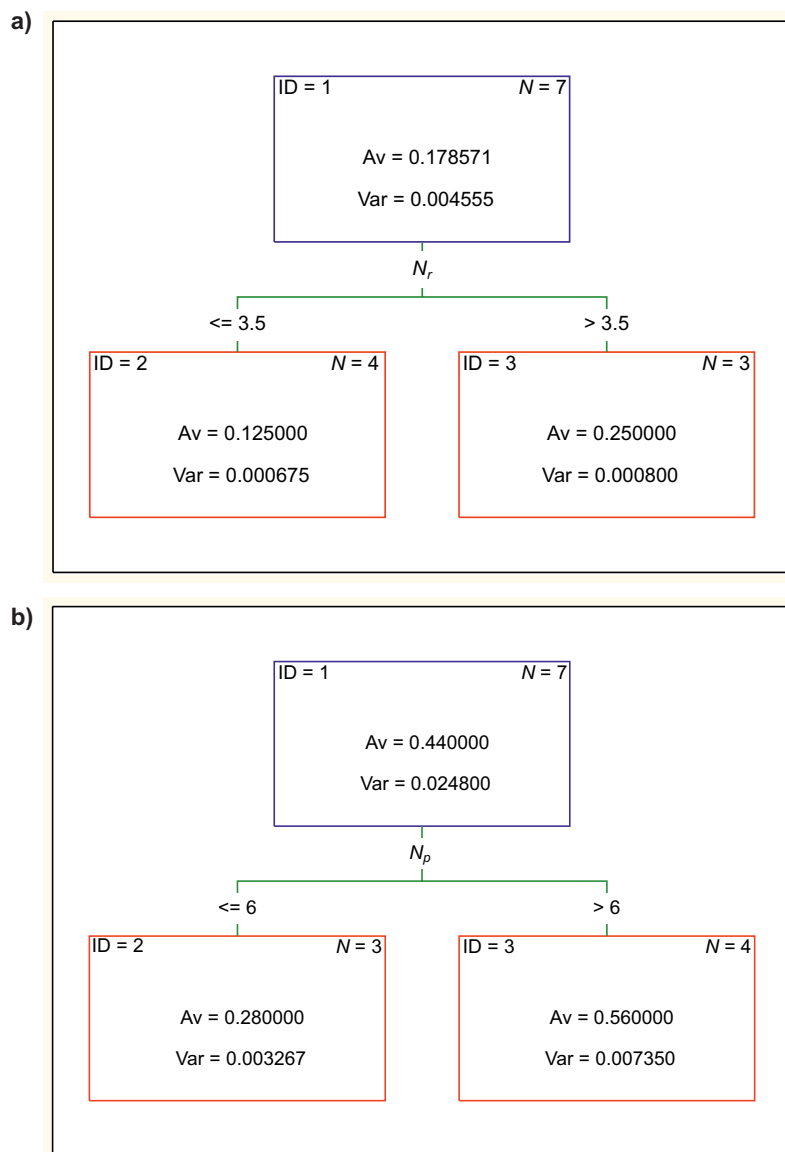 a)
ID = 1 N = 7
Av = 0.178571
Var = 0.004555
Nr
<= 3.5 > 3.5
ID = 2 N = 4 ID = 3 N = 3
Av = 0.125000 Av = 0.250000
Var = 0.000675 Var = 0.000800
b)
ID = 1 N = 7
Av = 0.440000
Var = 0.024800
Np
<= 6 > 6
ID = 2 N = 3 ID = 3 N = 4
Av = 0.280000 Av = 0.560000
Var = 0.003267 Var = 0.007350